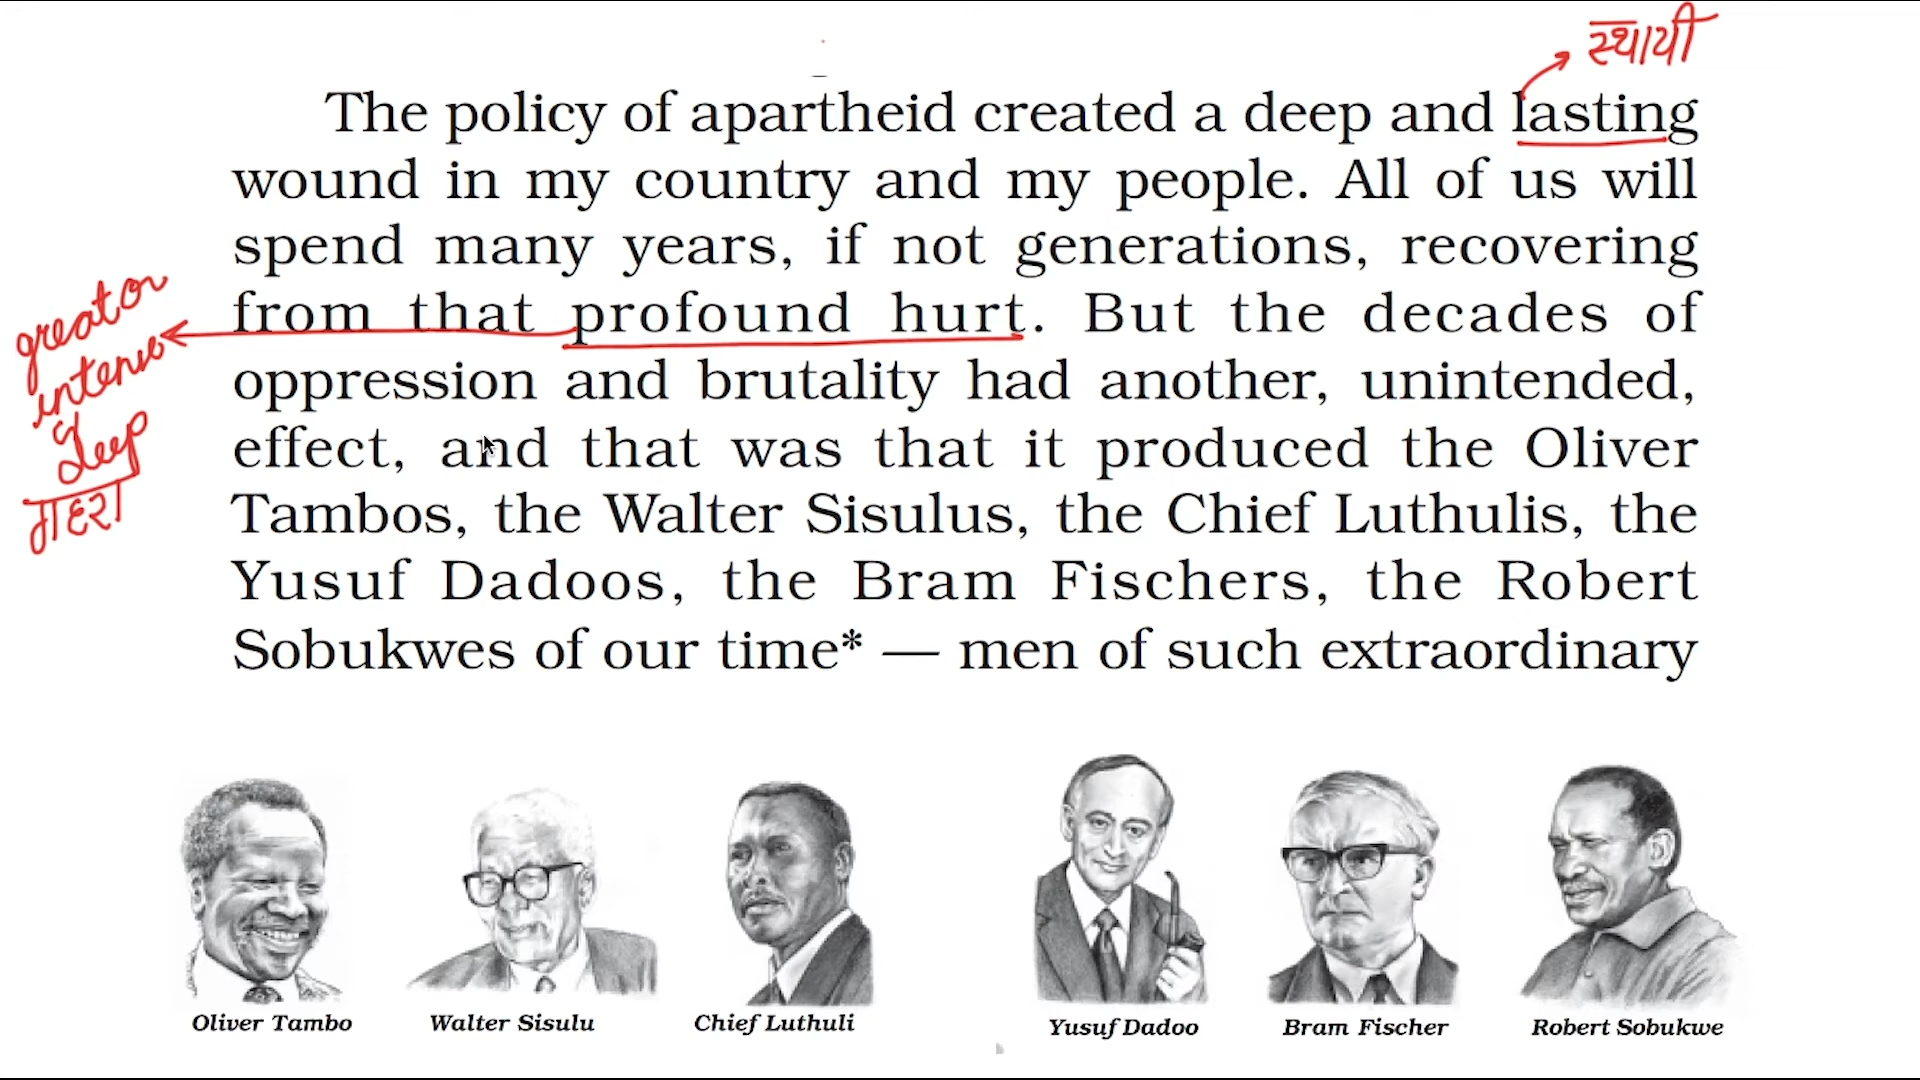 स्थायी
The policy of apartheid created a deep and lasting
wound in my country and my people. All of us will
spend many years, if not generations, recovering
from that profound hurt. But the decades of
oppression and brutality had another, unintended,
effect, and that was that it produced the Oliver
Tambos, the Walter Sisulus, the Chief Luthulis, the
Yusuf Dadoos, the Bram Fischers, the Robert
Sobukwes of our time* — men of such extraordinary
deep
गहरा
Oliver Tambo
Walter Sisulu
Chief Luthuli
Yusuf Dadoo
Bram Fischer
Robert Sobukwe